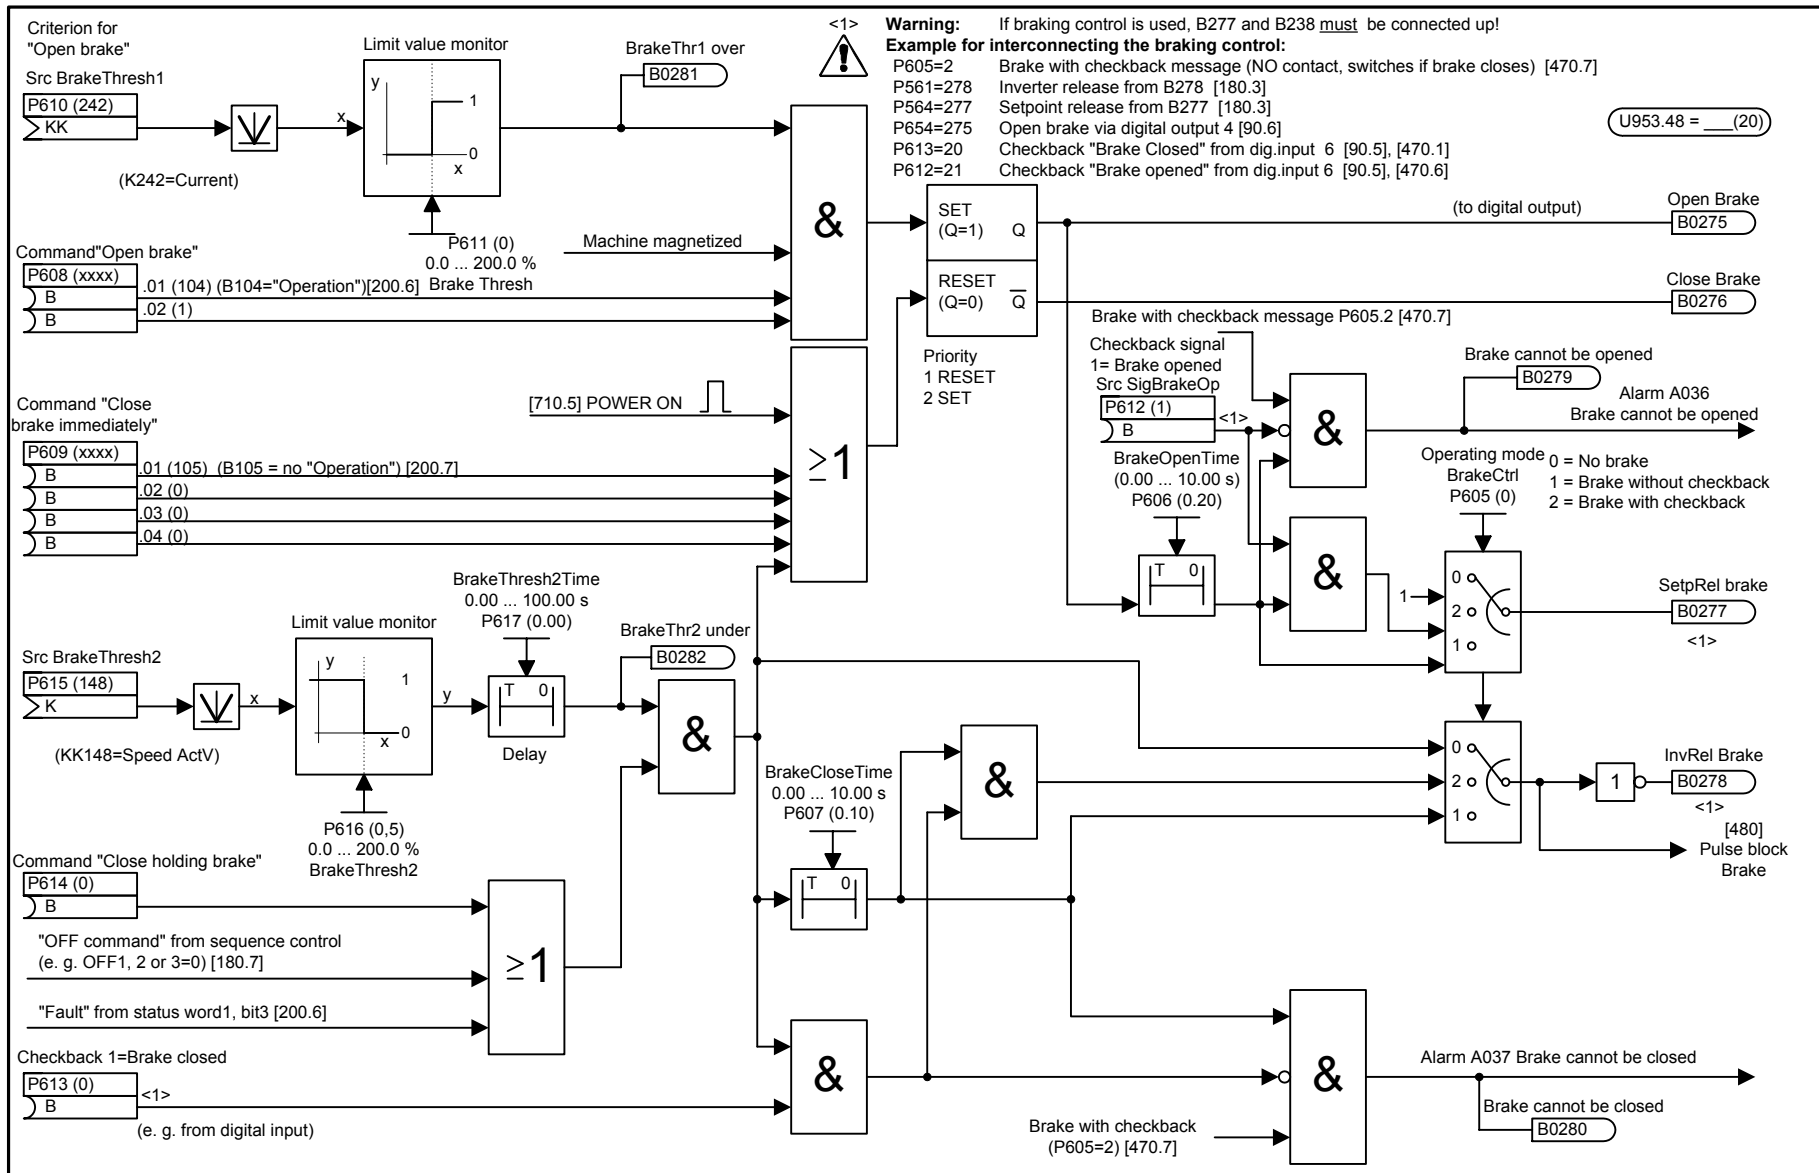 Criterion for
"Open brake"
Src BrakeThresh1
P610 (242)
KK
(K242=Current)
Limit value monitor
x
y
1
0
x
P611 (0)
0.0 ... 200.0 %
Brake Thresh
BrakeThr1 over
B0281
<1>
Warning: If braking control is used, B277 and B238 must be connected up!
Example for interconnecting the braking control:
P605=2 Brake with checkback message (NO contact, switches if brake closes) [470.7]
P561=278 Inverter release from B278 [180.3]
P564=277 Setpoint release from B277 [180.3]
P654=275 Open brake via digital output 4 [90.6]
P613=20 Checkback "Brake Closed" from dig.input 6 [90.5], [470.1]
P612=21 Checkback "Brake opened" from dig.input 6 [90.5], [470.6]
U953.48 = ___(20)
Machine magnetized
Command"Open brake"
P608 (xxxx)
B
.01 (104) (B104="Operation")[200.6]
B
.02 (1)
&
SET
(Q=1) Q
RESET
(Q=0) Q
Priority
1 RESET
2 SET
(to digital output)
Open Brake
B0275
Close Brake
B0276
[710.5] POWER ON
Command "Close
brake immediately"
P609 (xxxx)
B
.01 (105) (B105 = no "Operation") [200.7]
B
.02 (0)
B
.03 (0)
B
.04 (0)
≥1
Brake with checkback message P605.2 [470.7]
Checkback signal
1= Brake opened
Src SigBrakeOp
P612 (1)
B
<1>
&
Brake cannot be opened
B0279
Alarm A036
Brake cannot be opened
BrakeOpenTime
(0.00 ... 10.00 s)
P606 (0.20)
T 0
&
Operating mode
BrakeCtrl
P605 (0)
0 = No brake
1 = Brake without checkback
2 = Brake with checkback
1
0
2
1
SetpRel brake
B0277
<1>
Src BrakeThresh2
P615 (148)
K
(KK148=Speed ActV)
x
Limit value monitor
y
1
0
x
P616 (0,5)
0.0 ... 200.0 %
BrakeThresh2
y
BrakeThresh2Time
0.00 ... 100.00 s
P617 (0.00)
T 0
Delay
BrakeThr2 under
B0282
&
BrakeCloseTime
0.00 ... 10.00 s
P607 (0.10)
T 0
&
0
2
1
1
InvRel Brake
B0278
<1>
[480]
Pulse block
Brake
Command "Close holding brake"
P614 (0)
B
"OFF command" from sequence control
(e. g. OFF1, 2 or 3=0) [180.7]
"Fault" from status word1, bit3 [200.6]
≥1
Checkback 1=Brake closed
P613 (0)
B
<1>
(e. g. from digital input)
&
Brake with checkback
(P605=2) [470.7]
&
Alarm A037 Brake cannot be closed
Brake cannot be closed
B0280